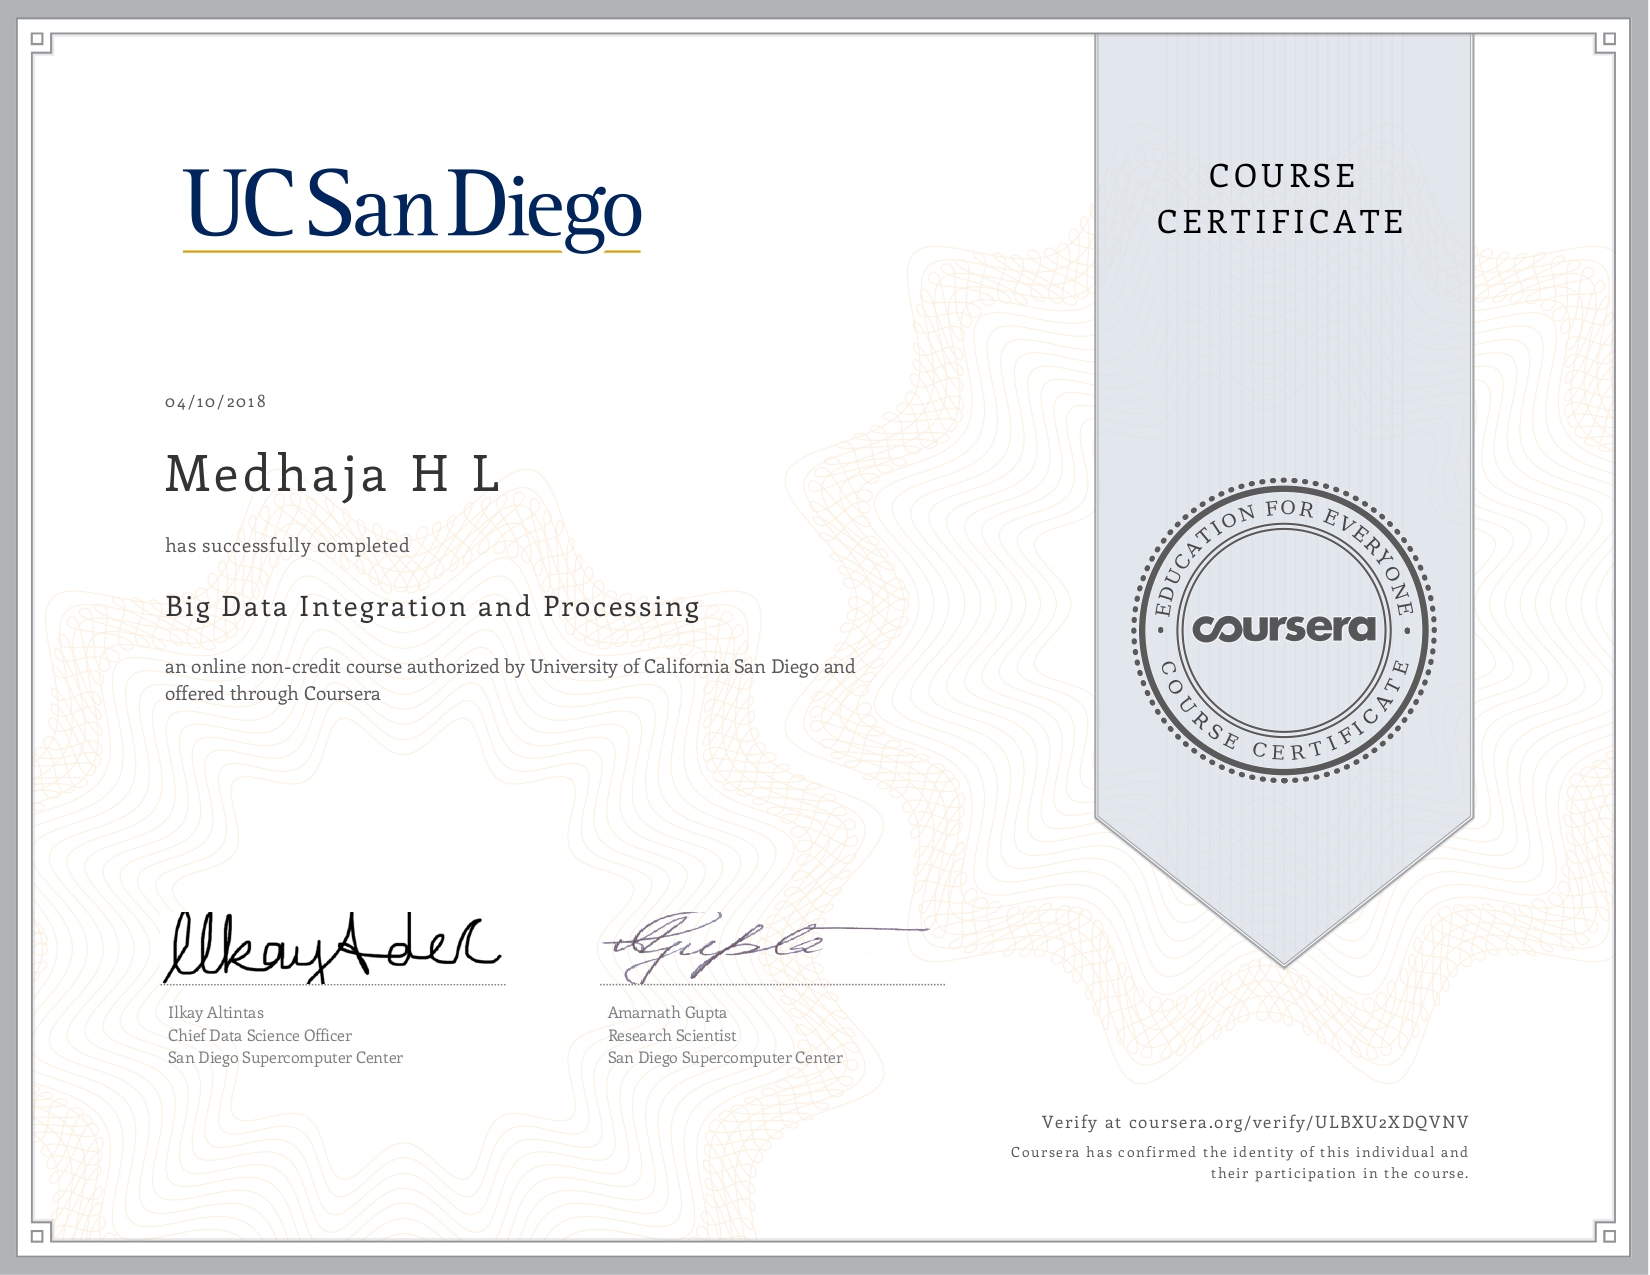 UC San Diego
COURSE
CERTIFICATE
04/10/2018
Medhaja H L
has successfully completed
Big Data Integration and Processing
an online non-credit course authorized by University of California San Diego and
offered through Coursera
EDUCATION FOR EVERYONE
coursera
COURSE CERTIFICATE
Ilkay Altintas
Chief Data Science Officer
San Diego Supercomputer Center
AGupta
Amarnath Gupta
Research Scientist
San Diego Supercomputer Center
Verify at coursera.org/verify/ULBXU2XDQVNV
Coursera has confirmed the identity of this individual and
their participation in the course.